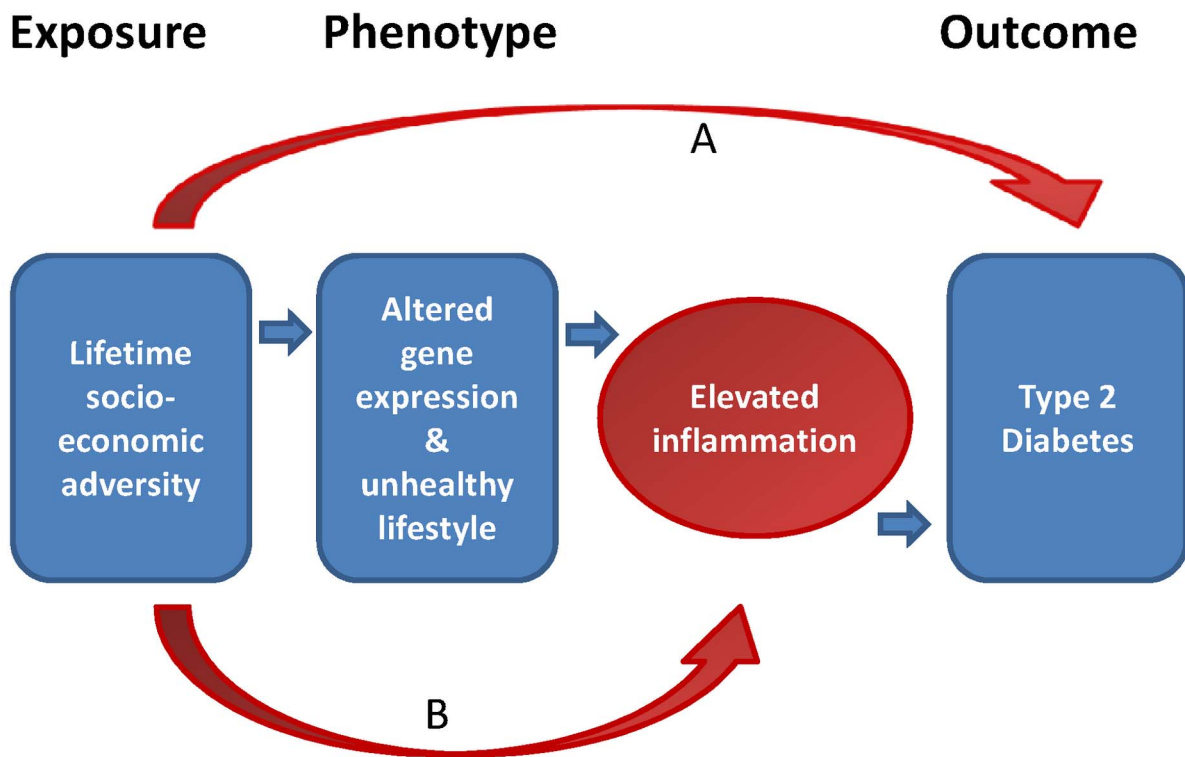 Exposure
Phenotype
Outcome
A
Lifetime
socio-
economic
adversity
Altered
gene
expression
&
unhealthy
lifestyle
Elevated
inflammation
Type 2
Diabetes
B